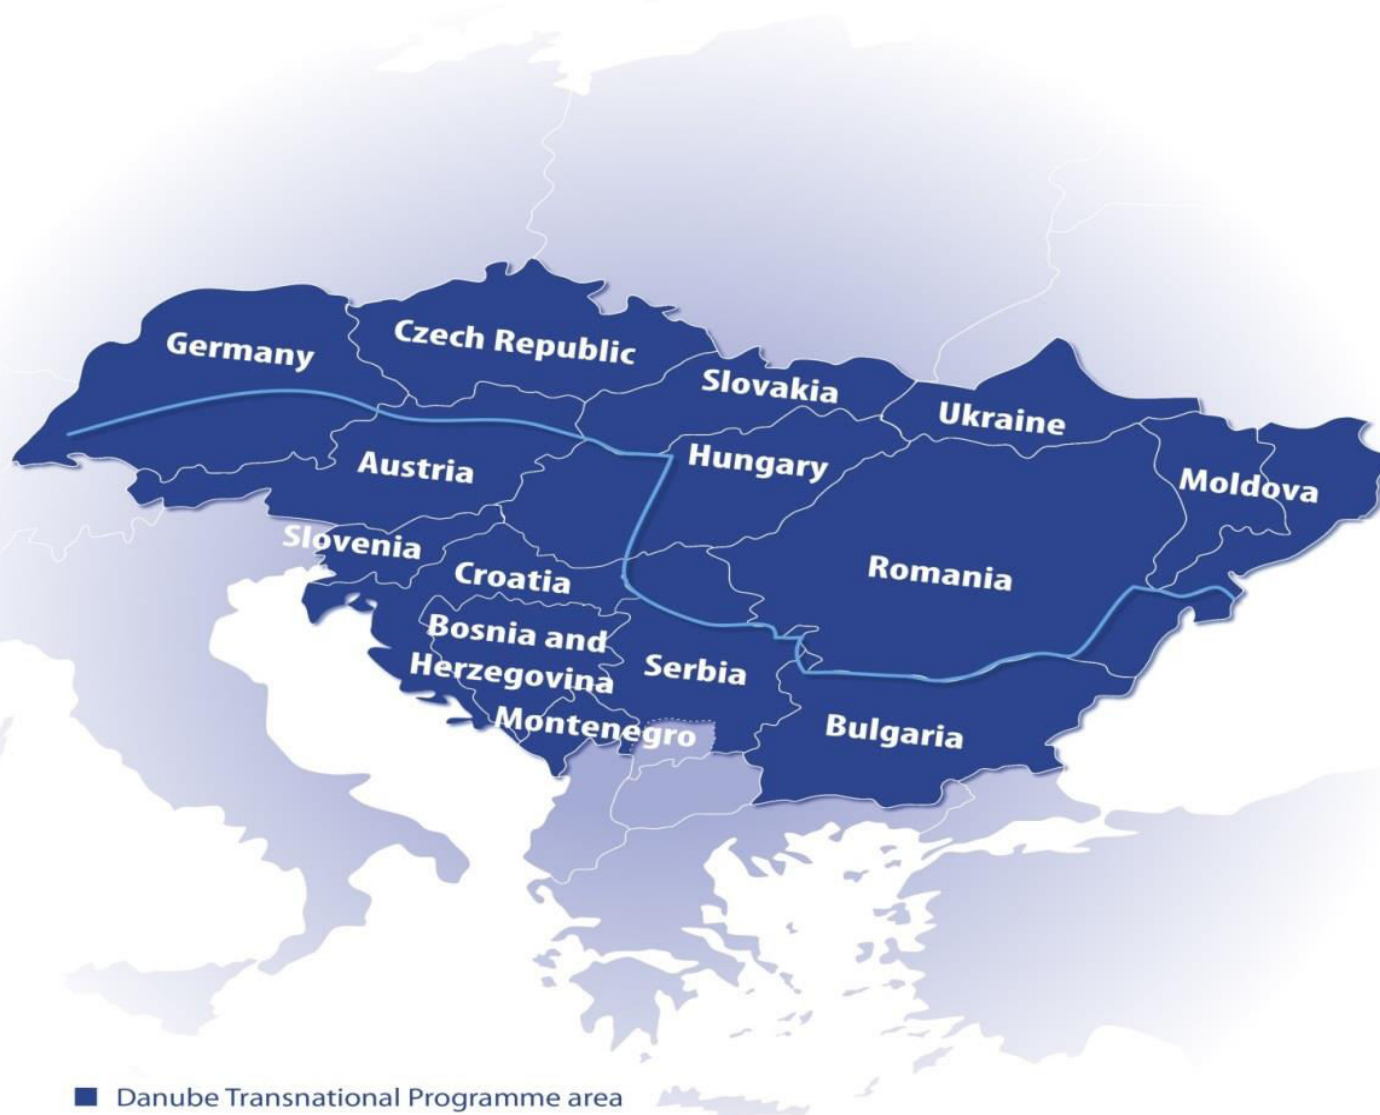 Germany
Czech Republic
Slovakia
Ukraine
Austria
Hungary
Moldova
Slovenia
Croatia
Romania
Bosnia and
Herzegovina
Serbia
Montenegro
Bulgaria
Danube Transnational Programme area